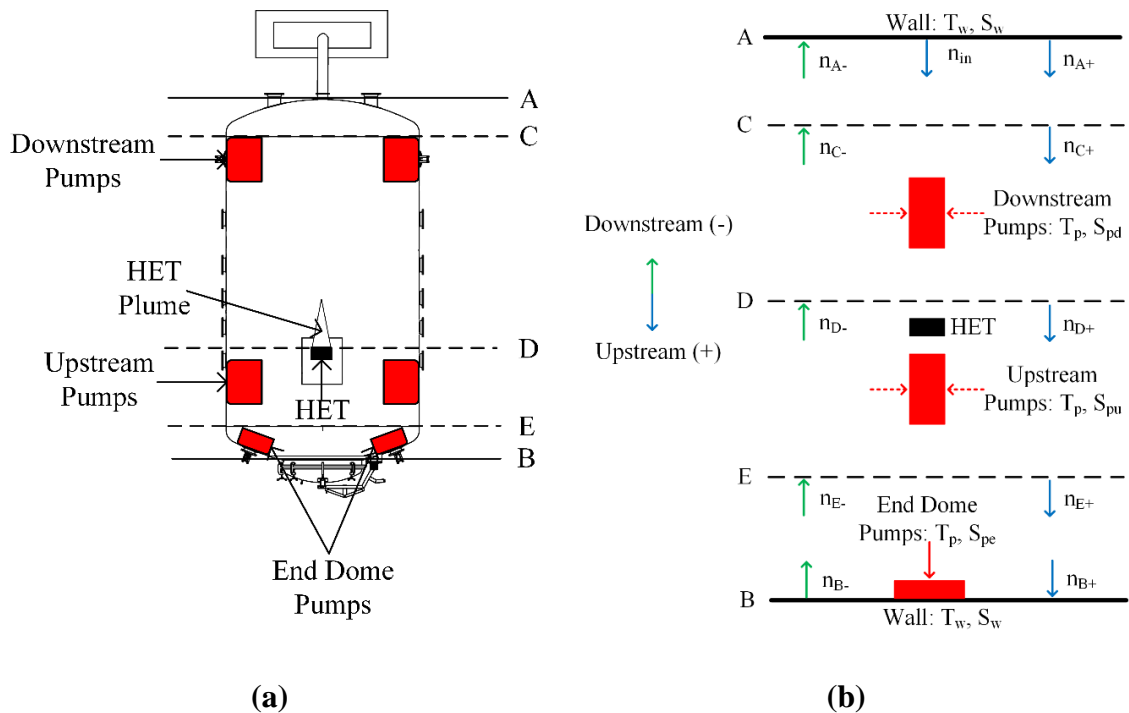 A
C
Downstream
Pumps
HET
Plume
D
Upstream
Pumps
HET
E
B
End Dome
Pumps
(a)
Wall: Tw, Sw
A
nA-
nin
nA+
C
nC-
nC+
Downstream
Pumps: Tp, Spd
Downstream (-)
Upstream (+)
D
nD-
HET
nD+
Upstream
Pumps: Tp, Spu
E
nE-
End Dome
Pumps: Tp, Spe
nE+
nB-
nB+
B
Wall: Tw, Sw
(b)